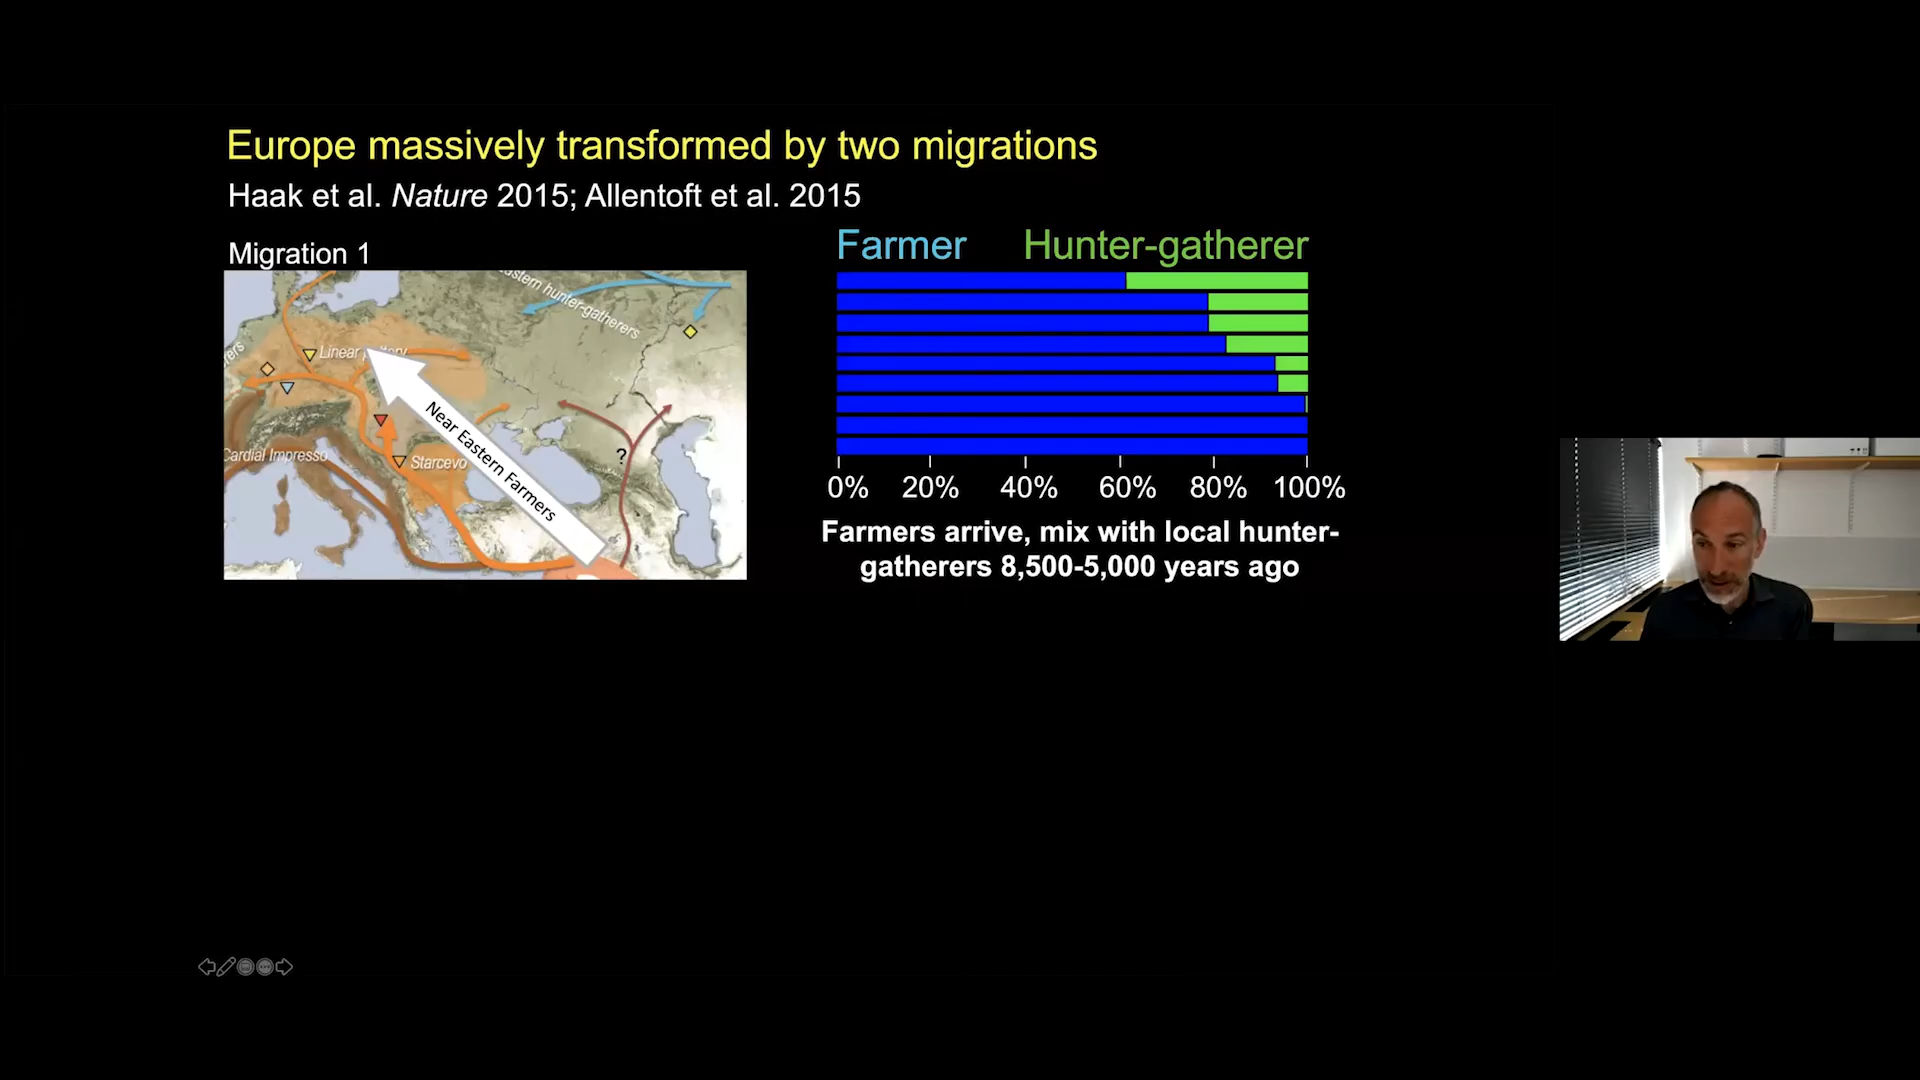 Europe massively transformed by two migrations
Haak et al. Nature 2015; Allentoft et al. 2015
Migration 1
Farmer Hunter-gatherer
hunter-gatherers
Linear
Near Eastern Farmers
Cardial Impresso
Starcevo
?
0% 20% 40% 60% 80% 100%
Farmers arrive, mix with local hunter-
gatherers 8,500-5,000 years ago